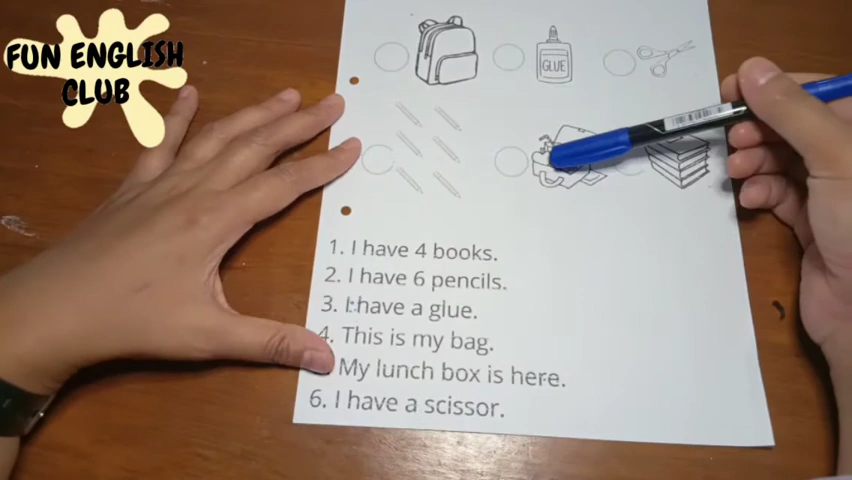 FUN ENGLISH
CLUB
GLUE
1. I have 4 books.
2. I have 6 pencils.
3. I have a glue.
4. This is my bag.
My lunch box is here.
6. I have a scissor.